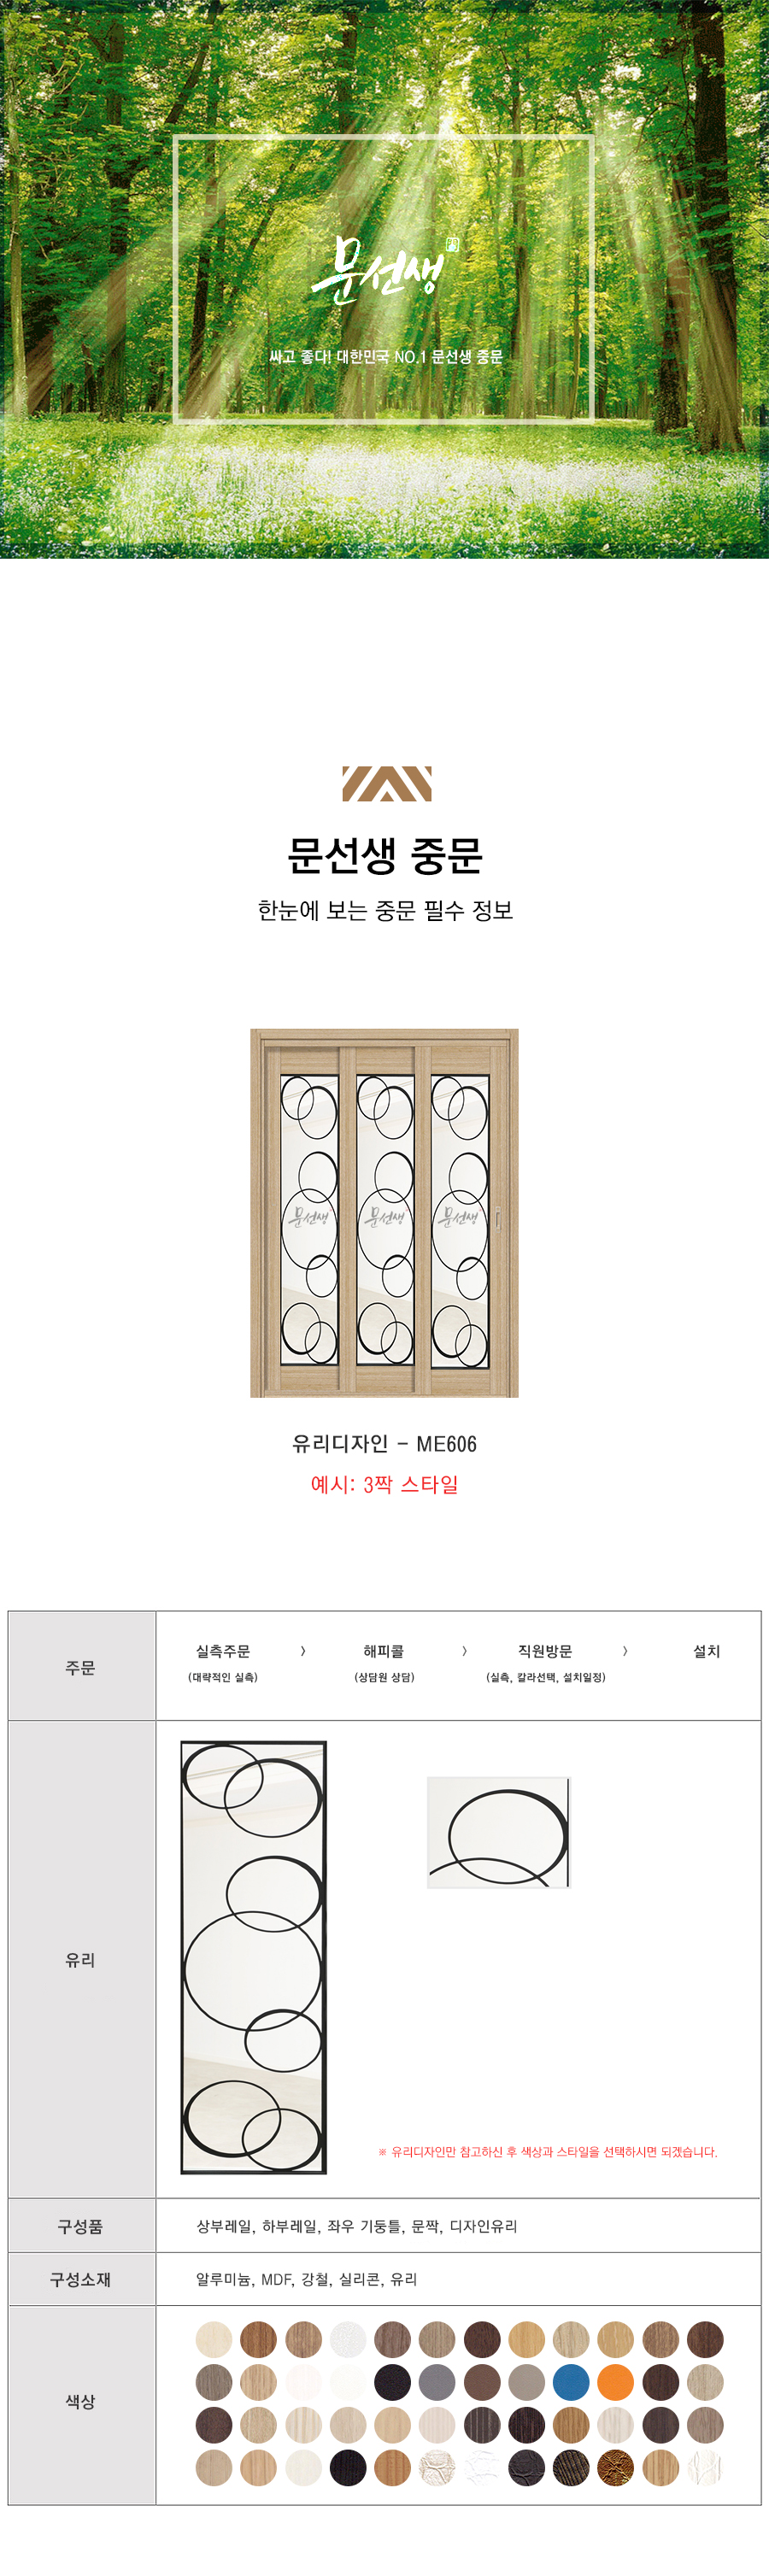 문선생
싸고 좋다! 대한민국 NO.1 문선생 중문
문선생 중문
한눈에 보는 중문 필수 정보
문선생 문선생 문선생
유리디자인 - ME606
예시: 3짝 스타일
주문
실측주문 > 해피콜 > 직원방문 > 설치
(대략적인 실측) (상담원 상담) (실측, 칼라선택, 설치일정)
유리
※ 유리디자인만 참고하신 후 색상과 스타일을 선택하시면 되겠습니다.
구성품
상부레일, 하부레일, 좌우 기둥틀, 문짝, 디자인유리
구성소재
알루미늄, MDF, 강철, 실리콘, 유리
색상